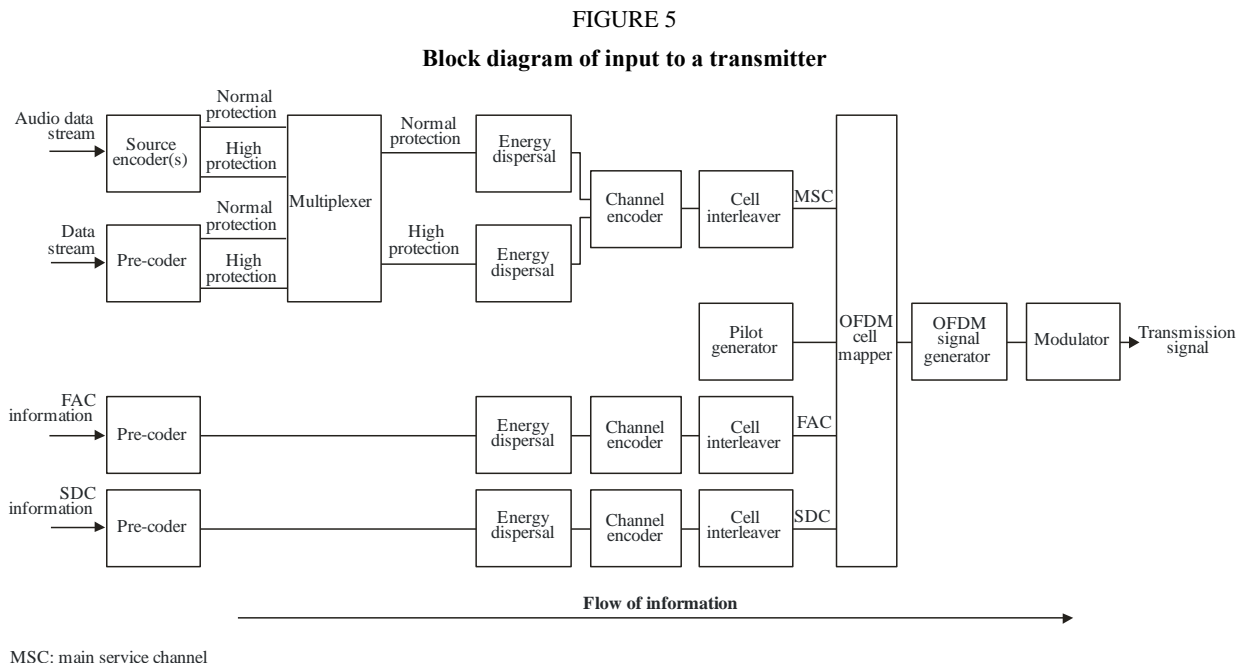 FIGURE 5
Block diagram of input to a transmitter
Audio data
stream
Source
encoder(s)
Normal
protection
High
protection
Data
stream
Pre-coder
Normal
protection
High
protection
Multiplexer
Normal
protection
High
protection
Energy
dispersal
Energy
dispersal
Channel
encoder
Cell
interleaver
MSC
Pilot
generator
OFDM
cell
mapper
OFDM
signal
generator
Modulator
Transmission
signal
FAC
information
Pre-coder
Energy
dispersal
Channel
encoder
Cell
interleaver
FAC
SDC
information
Pre-coder
Energy
dispersal
Channel
encoder
Cell
interleaver
SDC
Flow of information
MSC: main service channel